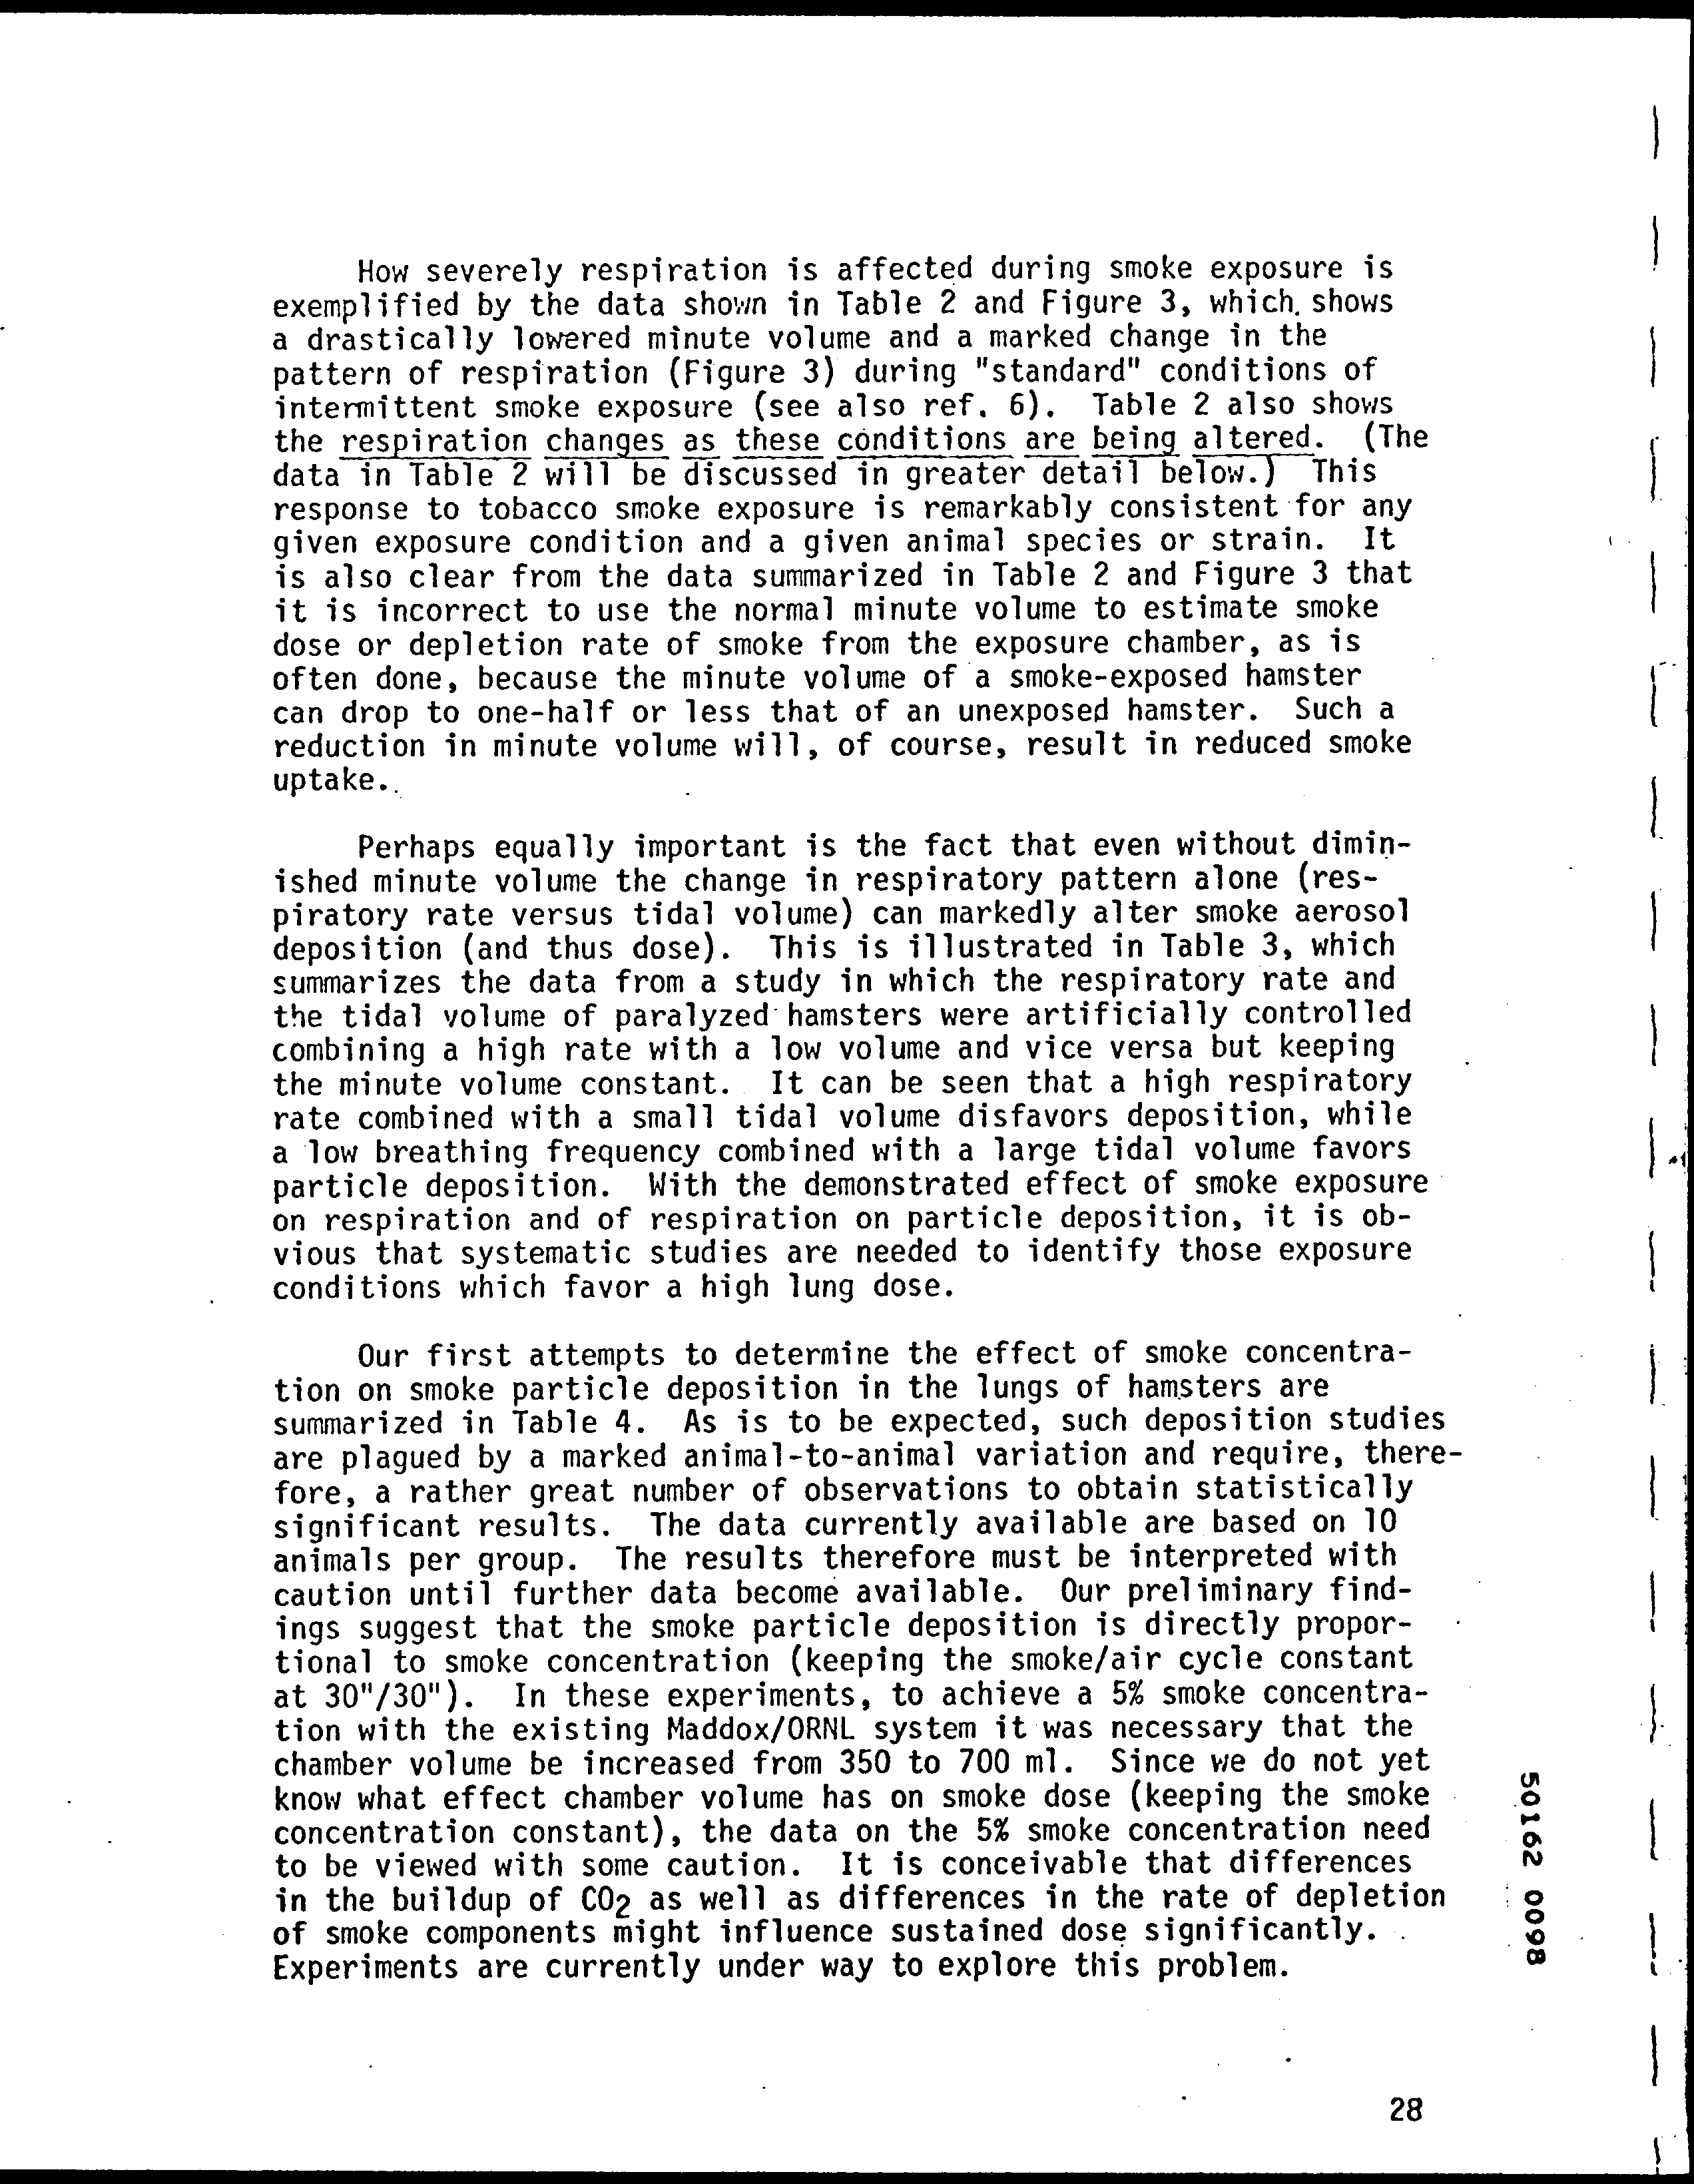 How severely respiration is affected during smoke exposure is
exemplified by the data shown in Table 2 and Figure 3, which. shows
a drastically lowered minute volume and a marked change in the
pattern of respiration (Figure 3) during "standard" conditions of
intermittent smoke exposure (see also ref. 6).  Table 2 also shows
the respiration changes as these conditions are being altered.  (The
data in Table 2 will be discussed in greater detail below.)  This
response to tobacco smoke exposure is remarkably consistent for any
given exposure condition and a given animal species or strain.  It
is also clear from the data summarized in Table 2 and Figure 3 that
it is incorrect to use the normal minute volume to estimate smoke
dose or depletion rate of smoke from the exposure chamber, as is
often done, because the minute volume of a smoke-exposed hamster
can drop to one-half or less that of an unexposed hamster.  Such a
reduction in minute volume will, of course, result in reduced smoke
uptake.
Perhaps equally important is the fact that even without dimin-
ished minute volume the change in respiratory pattern alone (res-
piratory rate versus tidal volume) can markedly alter smoke aerosol
deposition (and thus dose).  This is illustrated in Table 3, which
summarizes the data from a study in which the respiratory rate and
the tidal volume of paralyzed hamsters were artificially controlled
combining a high rate with a low volume and vice versa but keeping
the minute volume constant.  It can be seen that a high respiratory
rate combined with a small tidal volume disfavors deposition, while
a low breathing frequency combined with a large tidal volume favors
particle deposition.  With the demonstrated effect of smoke exposure
on respiration and of respiration on particle deposition, it is ob-
vious that systematic studies are needed to identify those exposure
conditions which favor a high lung dose.
Our first attempts to determine the effect of smoke concentra-
tion on smoke particle deposition in the lungs of hamsters are
summarized in Table 4.  As is to be expected, such deposition studies
are plagued by a marked animal-to-animal variation and require, there-
fore, a rather great number of observations to obtain statistically
significant results.  The data currently available are based on 10
animals per group.  The results therefore must be interpreted with
caution until further data become available.  Our preliminary find-
ings suggest that the smoke particle deposition is directly propor-
tional to smoke concentration (keeping the smoke/air cycle constant
at 30"/30").  In these experiments, to achieve a 5% smoke concentra-
tion with the existing Maddox/ORNL system it was necessary that the
chamber volume be increased from 350 to 700 ml.  Since we do not yet
know what effect chamber volume has on smoke dose (keeping the smoke
concentration constant), the data on the 5% smoke concentration need
to be viewed with some caution.  It is conceivable that differences
in the buildup of CO2 as well as differences in the rate of depletion
of smoke components might influence sustained dose significantly.
Experiments are currently under way to explore this problem.
50162 0098
28